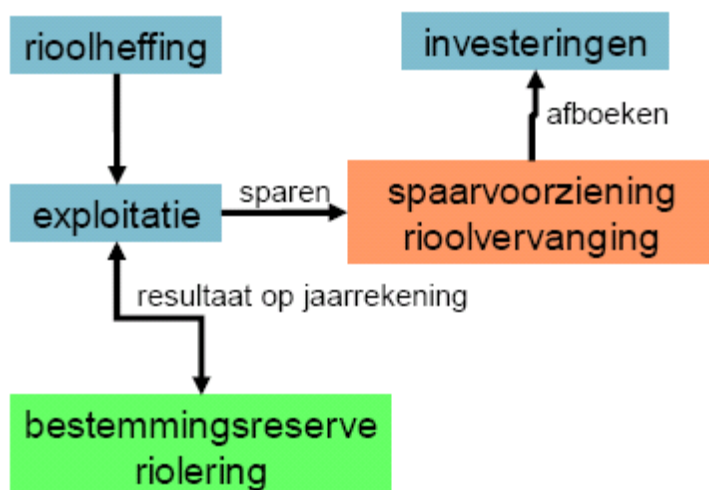 rioolheffing
investeringen
afboeken
exploitatie
sparen
spaarvoorziening
rioolvervanging
resultaat op jaarrekening
bestemmingsreserve
riolering